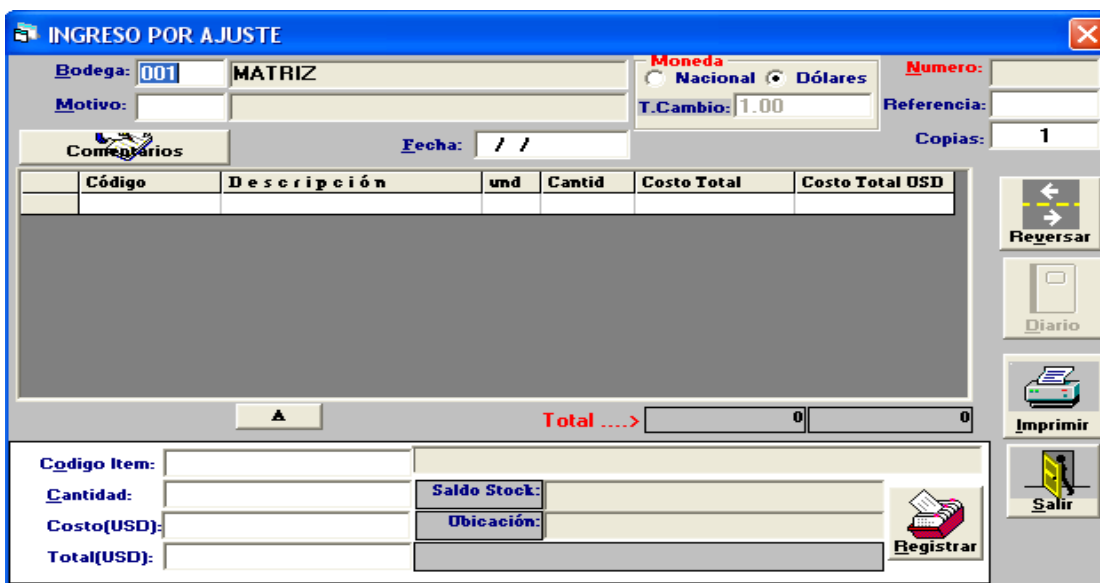 INGRESO POR AJUSTE
Bodega: 001 MATRIZ
Moneda
Nacional Dólares
Numero:
Motivo:
T.Cambio: 1.00
Referencia:
Comentarios
Fecha: / /
Copias: 1
Código Descripción und Cantid Costo Total Costo Total USD
Reversar
Diario
Total ....> 0 0
Imprimir
Codigo Item:
Cantidad:
Saldo Stock:
Costo(USD):
Ubicación:
Salir
Registrar
Total(USD):